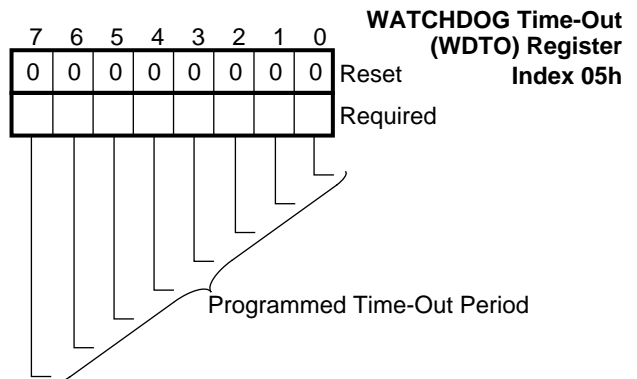 WATCHDOG Time-Out
(WDTO) Register
Index 05h
7 6 5 4 3 2 1 0
0 0 0 0 0 0 0 0 Reset
Required
Programmed Time-Out Period